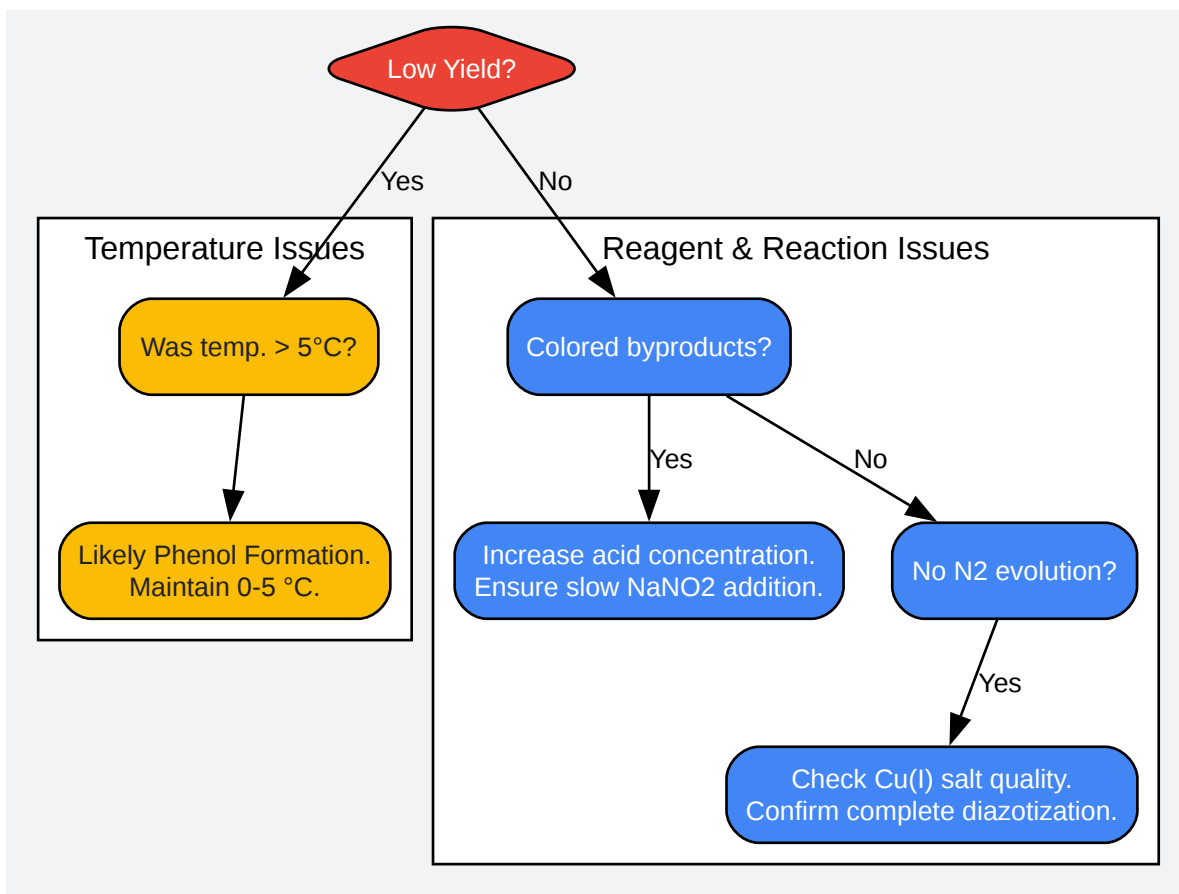 Low Yield?
Yes
No
Temperature Issues
Reagent & Reaction Issues
Was temp. > 5°C?
Colored byproducts?
Yes
No
Likely Phenol Formation.
Maintain 0-5 °C.
Increase acid concentration.
Ensure slow NaNO2 addition.
No N2 evolution?
Yes
Check Cu(I) salt quality.
Confirm complete diazotization.